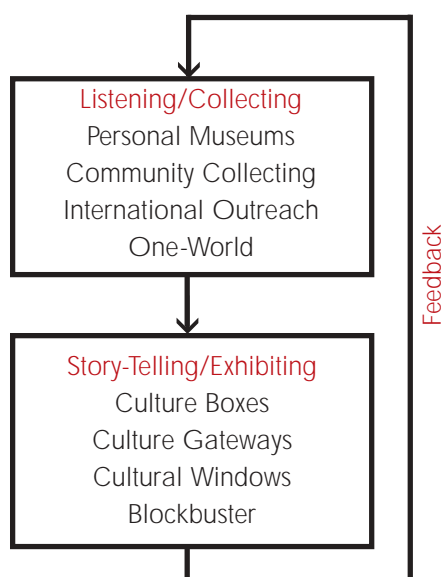 Listening/Collecting
Personal Museums
Community Collecting
International Outreach
One-World
Feedback
Story-Telling/Exhibiting
Culture Boxes
Culture Gateways
Cultural Windows
Blockbuster